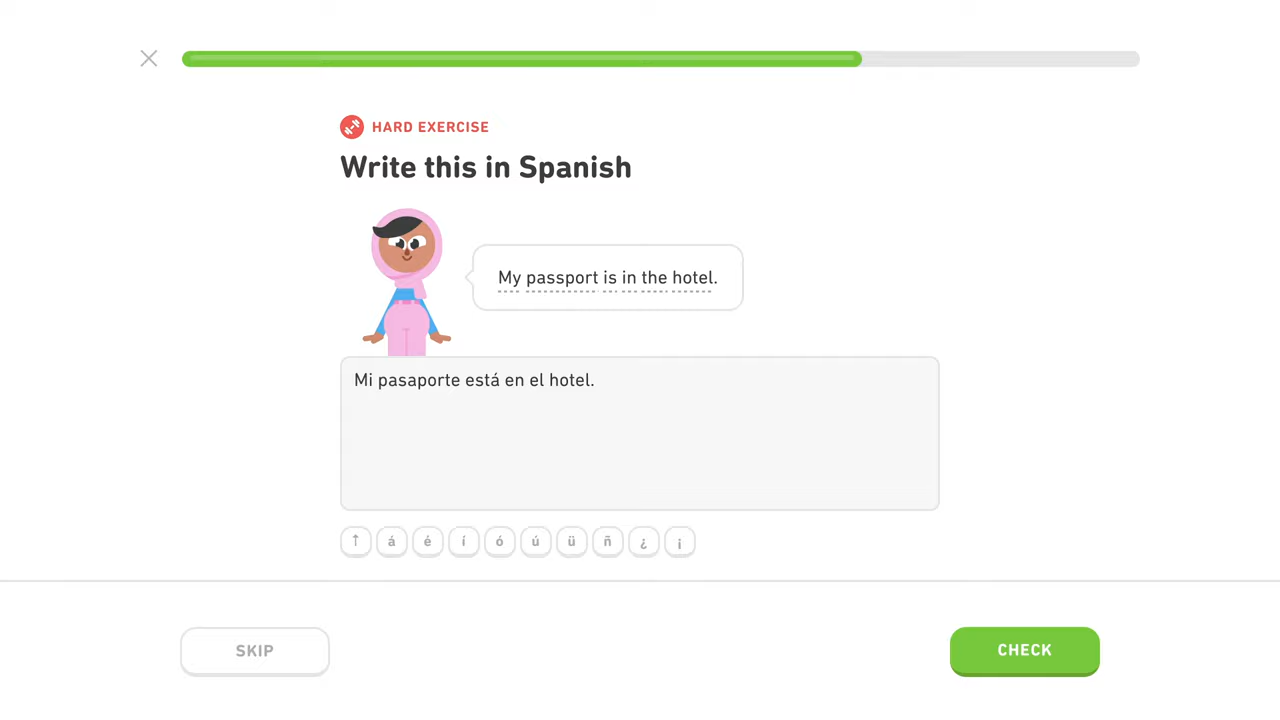 HARD EXERCISE
Write this in Spanish
My passport is in the hotel.
Mi pasaporte está en el hotel.
↑ á é í ó ú ü ñ ¿ ¡
SKIP
CHECK